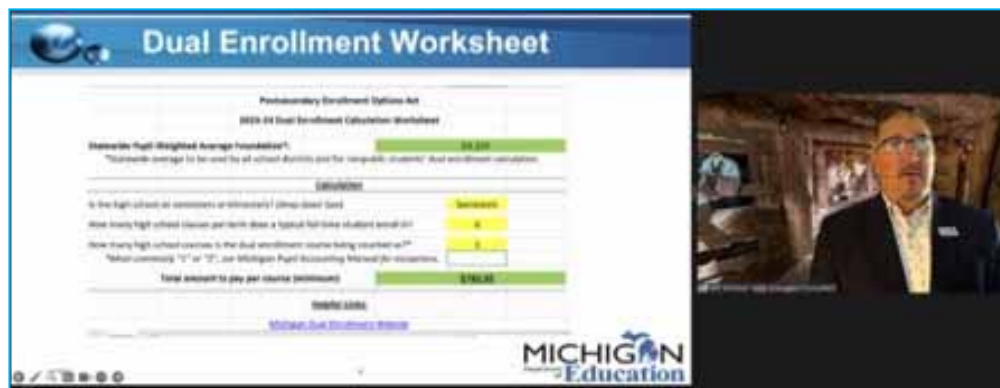 Dual Enrollment Worksheet
Postsecondary Enrollment Options Act
2023-24 Dual Enrollment Calculation Worksheet
Statewide Pupil-Weighted Average Foundation*:
*Statewide average to be used by all school districts and for nonpublic students' dual enrollment calculation.
Calculation
Is the high school on semesters or trimesters? (drop down box) Semesters
How many high school classes per term does a typical full-time student enroll in? 6
How many high school courses is the dual enrollment course being counted as?* 1
*Most commonly "1" or "2"; see Michigan Pupil Accounting Manual for exceptions.
Total amount to pay per course (minimum)
Helpful Links
Michigan Dual Enrollment Website
MICHIGAN
Education